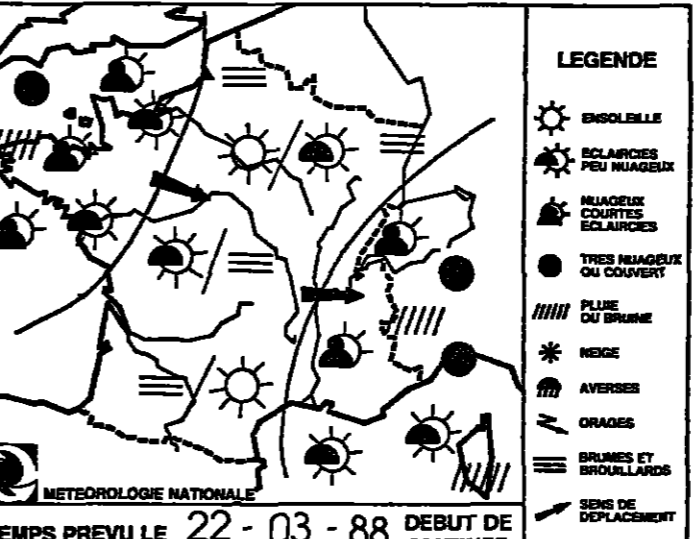 LEGENDE
ENSOLEILLE
ECLAIRCIES
PEU NUAGEUX
NUAGEUX
COURTES
ECLAIRCIES
TRES NUAGEUX
OU COUVERT
PLUIE
OU BRUINE
NEIGE
AVERSES
ORAGES
BRUMES ET
BROUILLARDS
SENS DE
DEPLACEMENT
METEOROLOGIE NATIONALE
EMPS PREVU LE 22 - 03 - 88 DEBUT DE